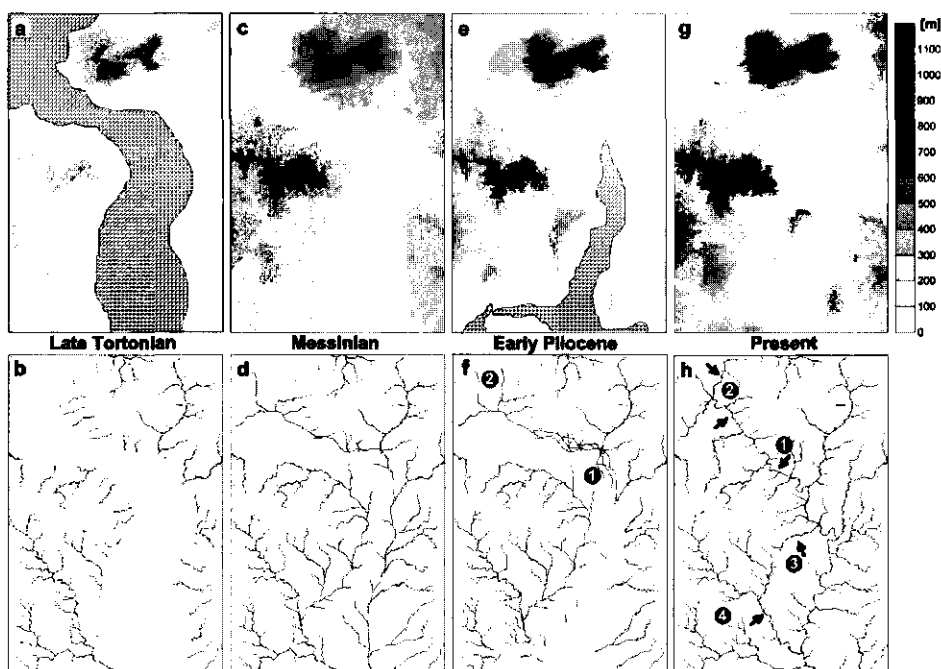 a
c
e
g
[m]
1100
1000
900
800
700
600
500
400
300
200
100
0
Late Tortonian
Messinian
Early Pliocene
Present
b
d
f
h
2
1
2
1
3
4